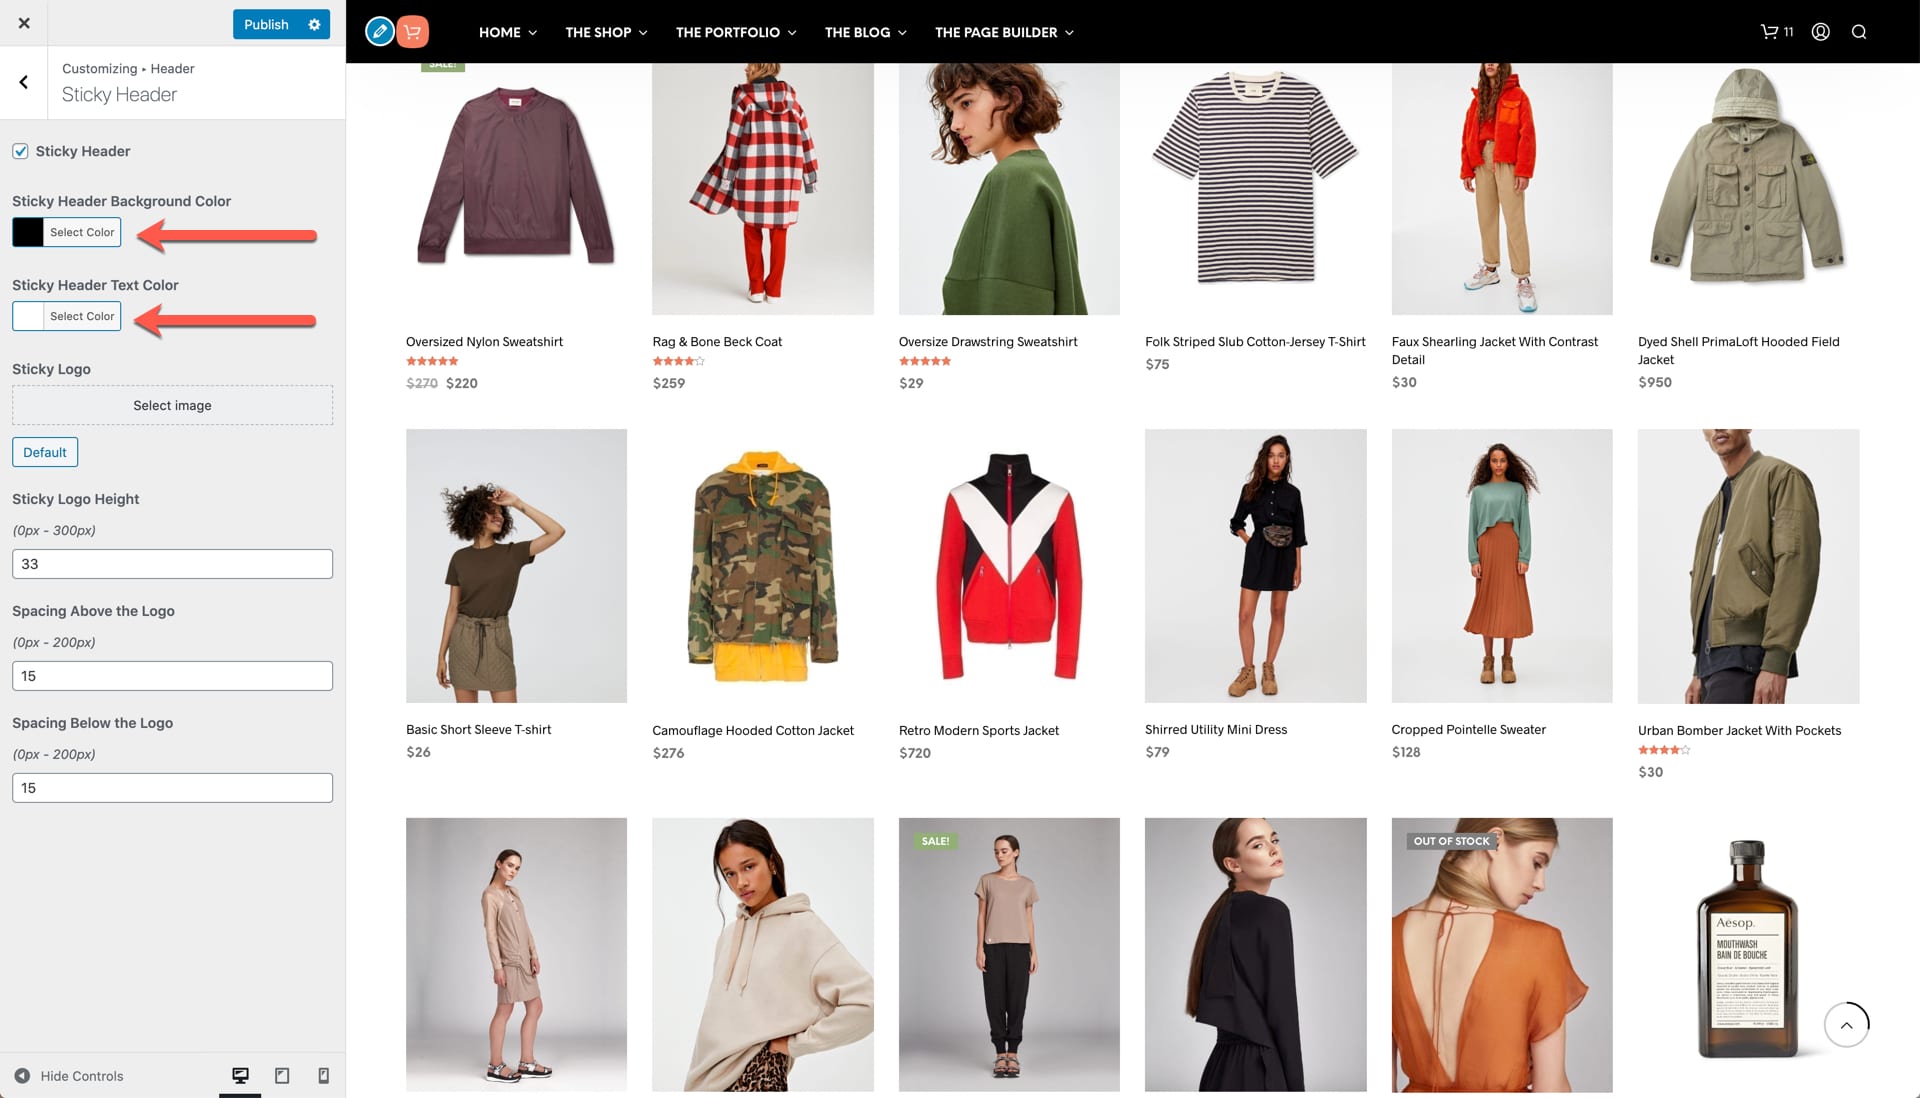 Publish
Customizing ▸ Header
Sticky Header
Sticky Header
Sticky Header Background Color
Select Color
Sticky Header Text Color
Select Color
Sticky Logo
Select image
Default
Sticky Logo Height
(0px - 300px)
33
Spacing Above the Logo
(0px - 200px)
15
Spacing Below the Logo
(0px - 200px)
15
Hide Controls
HOME THE SHOP THE PORTFOLIO THE BLOG THE PAGE BUILDER
11
SALE!
Oversized Nylon Sweatshirt
$270 $220
Rag & Bone Beck Coat
$259
Oversize Drawstring Sweatshirt
$29
Folk Striped Slub Cotton-Jersey T-Shirt
$75
Faux Shearling Jacket With Contrast
Detail
$30
Dyed Shell PrimaLoft Hooded Field
Jacket
$950
Basic Short Sleeve T-shirt
$26
Camouflage Hooded Cotton Jacket
$276
Retro Modern Sports Jacket
$720
Shirred Utility Mini Dress
$79
Cropped Pointelle Sweater
$128
Urban Bomber Jacket With Pockets
$30
SALE!
OUT OF STOCK
Aēsop.
MOUTHWASH
BAIN DE BOUCHE